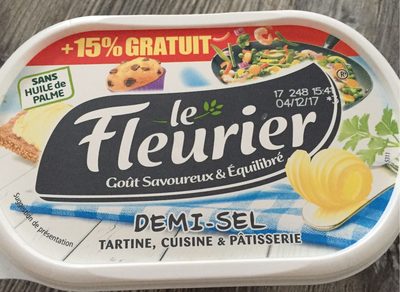 +15% GRATUIT
SANS
HUILE de
PALME
17 248 15:4
04/12/17
le
Fleurier
Goût Savoureux & Équilibré
DEMI-SEL
TARTINE, CUISINE & PÂTISSERIE
Suggestion de présentation